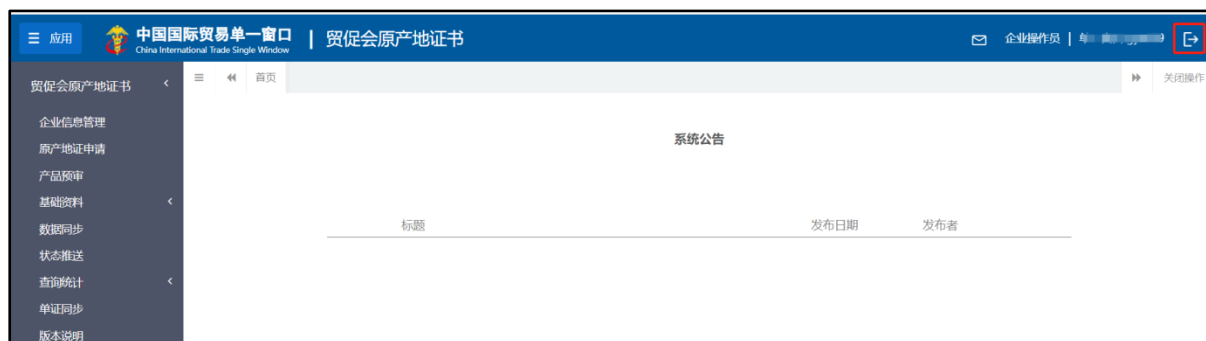 应用
中国国际贸易单一窗口
China International Trade Single Window
贸促会原产地证书
企业操作员
贸促会原产地证书
首页
关闭操作
企业信息管理
原产地证申请
产品预审
基础资料
数据同步
状态推送
查询统计
单证同步
版本说明
系统公告
标题 发布日期 发布者